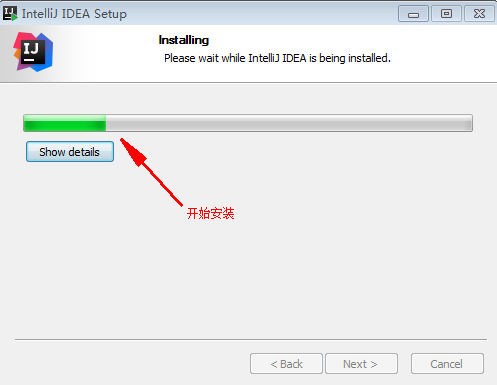 IntelliJ IDEA Setup
IJ
Installing
Please wait while IntelliJ IDEA is being installed.
Show details
开始安装
< Back
Next >
Cancel